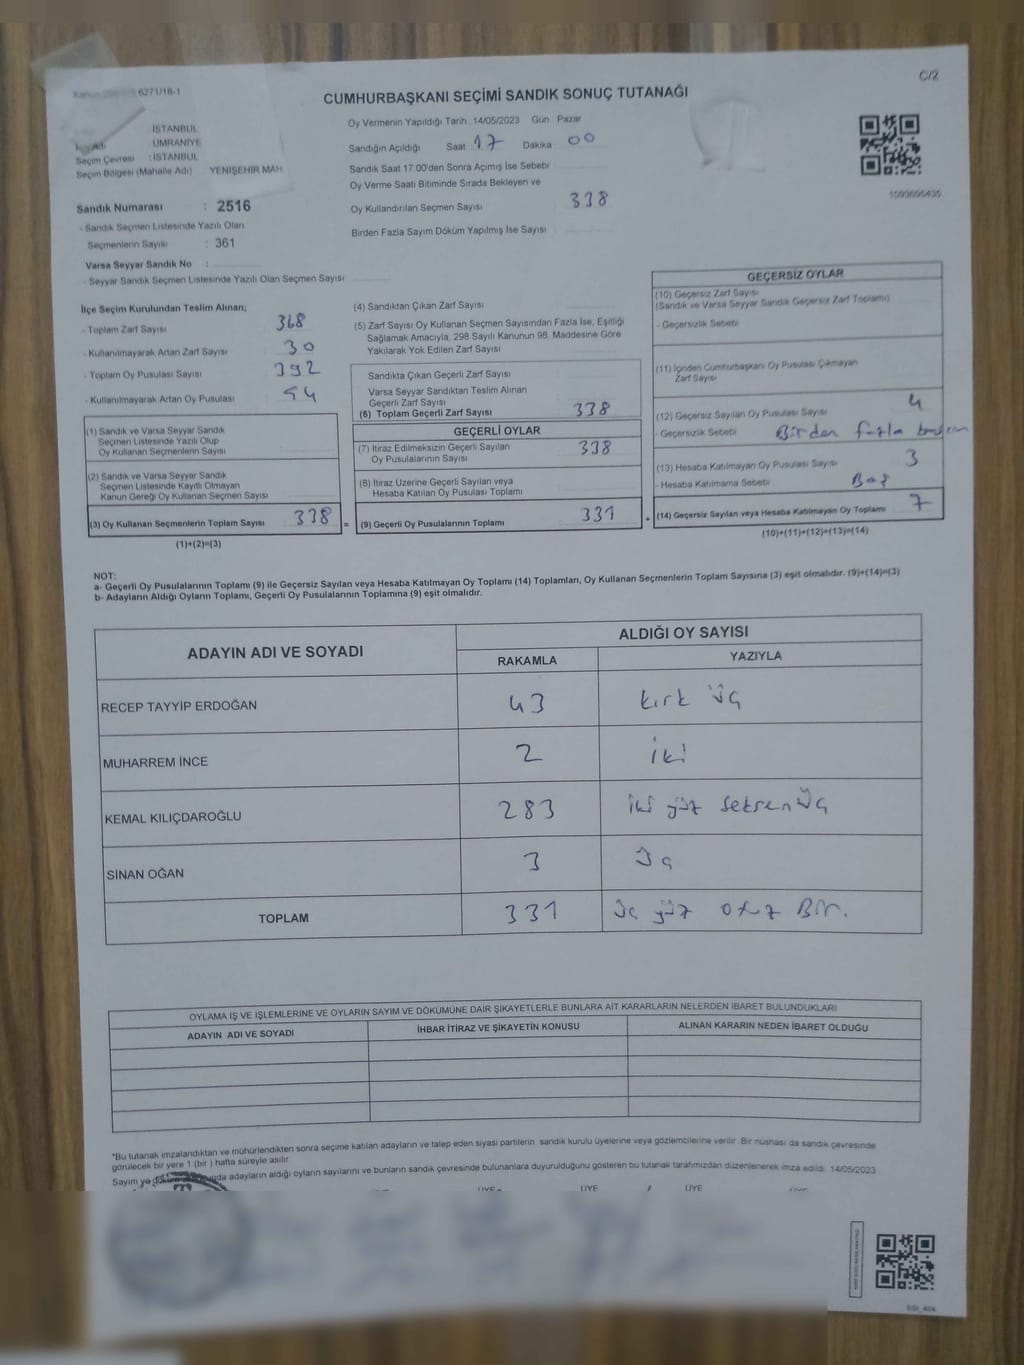 6271/18-1
C/2
CUMHURBAŞKANI SEÇİMİ SANDIK SONUÇ TUTANAĞI
İSTANBUL
ÜMRANİYE
Seçim Çevresi : İSTANBUL
Seçim Bölgesi (Mahalle Adı) : YENİŞEHİR MAH
Sandık Numarası : 2516
- Sandık Seçmen Listesinde Yazılı Olan
Seçmenlerin Sayısı : 361
Varsa Seyyar Sandık No :
- Seyyar Sandık Seçmen Listesinde Yazılı Olan Seçmen Sayısı
Oy Vermenin Yapıldığı Tarih 14/05/2023 Gün Pazar
Sandığın Açıldığı Saat 17 Dakika 00
Sandık Saat 17:00'den Sonra Açımış İse Sebebi
Oy Verme Saati Bitiminde Sırada Bekleyen ve
Oy Kullandırılan Seçmen Sayısı 338
Birden Fazla Sayım Döküm Yapılmış İse Sayısı
1093690430
İlçe Seçim Kurulundan Teslim Alınan;
- Toplam Zarf Sayısı 368
- Kullanılmayarak Artan Zarf Sayısı 30
- Toplam Oy Pusulası Sayısı 392
- Kullanılmayarak Artan Oy Pusulası 54
(1) Sandık ve Varsa Seyyar Sandık
Seçmen Listesinde Yazılı Olup
Oy Kullanan Seçmenlerin Sayısı
(2) Sandık ve Varsa Seyyar Sandık
Seçmen Listesinde Kayıtlı Olmayan
Kanun Gereği Oy Kullanan Seçmen Sayısı
(3) Oy Kullanan Seçmenlerin Toplam Sayısı 338 =
(1)+(2)=(3)
(4) Sandıktan Çıkan Zarf Sayısı
(5) Zarf Sayısı Oy Kullanan Seçmen Sayısından Fazla İse, Eşitliği
Sağlamak Amacıyla, 298 Sayılı Kanunun 98. Maddesine Göre
Yakılarak Yok Edilen Zarf Sayısı
Sandıkta Çıkan Geçerli Zarf Sayısı
Varsa Seyyar Sandıktan Teslim Alınan
Geçerli Zarf Sayısı
(6) Toplam Geçerli Zarf Sayısı 338
GEÇERLİ OYLAR
(7) İtiraz Edilmeksizin Geçerli Sayılan
Oy Pusulalarının Sayısı 338
(8) İtiraz Üzerine Geçerli Sayılan veya
Hesaba Katılan Oy Pusulası Toplamı
(9) Geçerli Oy Pusulalarının Toplamı 331 +
GEÇERSİZ OYLAR
(10) Geçersiz Zarf Sayısı
(Sandık ve Varsa Seyyar Sandık Geçersiz Zarf Toplamı)
- Geçersizlik Sebebi
(11) İçinden Cumhurbaşkanı Oy Pusulası Çıkmayan
Zarf Sayısı
(12) Geçersiz Sayılan Oy Pusulası Sayısı 4
- Geçersizlik Sebebi Birden fazla
(13) Hesaba Katılmayan Oy Pusulası Sayısı 3
- Hesaba Katılmama Sebebi Boş
(14) Geçersiz Sayılan veya Hesaba Katılmayan Oy Toplamı 7
(10)+(11)+(12)+(13)=(14)
NOT:
a- Geçerli Oy Pusulalarının Toplamı (9) ile Geçersiz Sayılan veya Hesaba Katılmayan Oy Toplamı (14) Toplamları, Oy Kullanan Seçmenlerin Toplam Sayısına (3) eşit olmalıdır. (9)+(14)=(3)
b- Adayların Aldığı Oyların Toplamı, Geçerli Oy Pusulalarının Toplamına (9) eşit olmalıdır.
ADAYIN ADI VE SOYADI
ALDIĞI OY SAYISI
RAKAMLA YAZIYLA
RECEP TAYYİP ERDOĞAN 43 kırk üç
MUHARREM İNCE 2 iki
KEMAL KILIÇDAROĞLU 283 iki yüz seksen üç
SİNAN OĞAN 3 üç
TOPLAM 331 üç yüz otuz Bir.
OYLAMA İŞ VE İŞLEMLERİNE VE OYLARIN SAYIM VE DÖKÜMÜNE DAİR ŞİKAYETLERLE BUNLARA AİT KARARLARIN NELERDEN İBARET BULUNDUKLARI
ADAYIN ADI VE SOYADI İHBAR İTİRAZ VE ŞİKAYETİN KONUSU ALINAN KARARIN NEDEN İBARET OLDUĞU
*Bu tutanak imzalandıktan ve mühürlendikten sonra seçime katılan adayların ve talep eden siyasi partilerin sandık kurulu üyelerine veya gözlemcilerine verilir. Bir nüshası da sandık çevresinde
görülecek bir yere 1 (bir) hafta süreyle asılır.
Sayım ve adayların aldığı oyların sayılarını ve bunların sandık çevresinde bulunanlara duyurulduğunu gösteren bu tutanak tarafımızdan düzenlenerek imza edildi. 14/05/2023
ÜYE ÜYE ÜYE